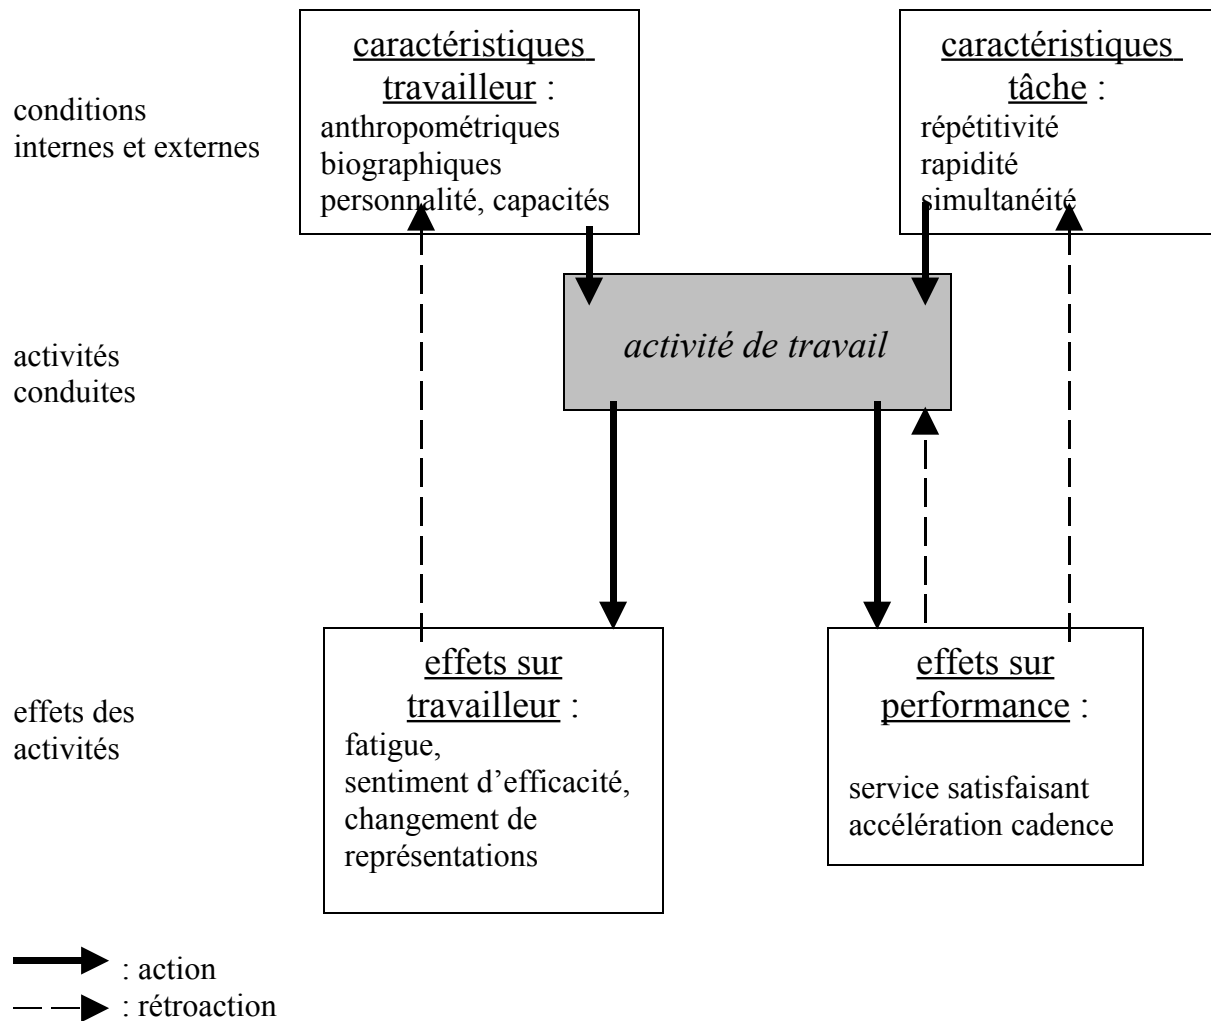 caractéristiques
travailleur :
anthropométriques
biographiques
personnalité, capacités
caractéristiques
tâche :
répétitivité
rapidité
simultanéité
conditions
internes et externes
activités
conduites
activité de travail
effets des
activités
effets sur
travailleur :
fatigue,
sentiment d’efficacité,
changement de
représentations
effets sur
performance :
service satisfaisant
accélération cadence
: action
: rétroaction